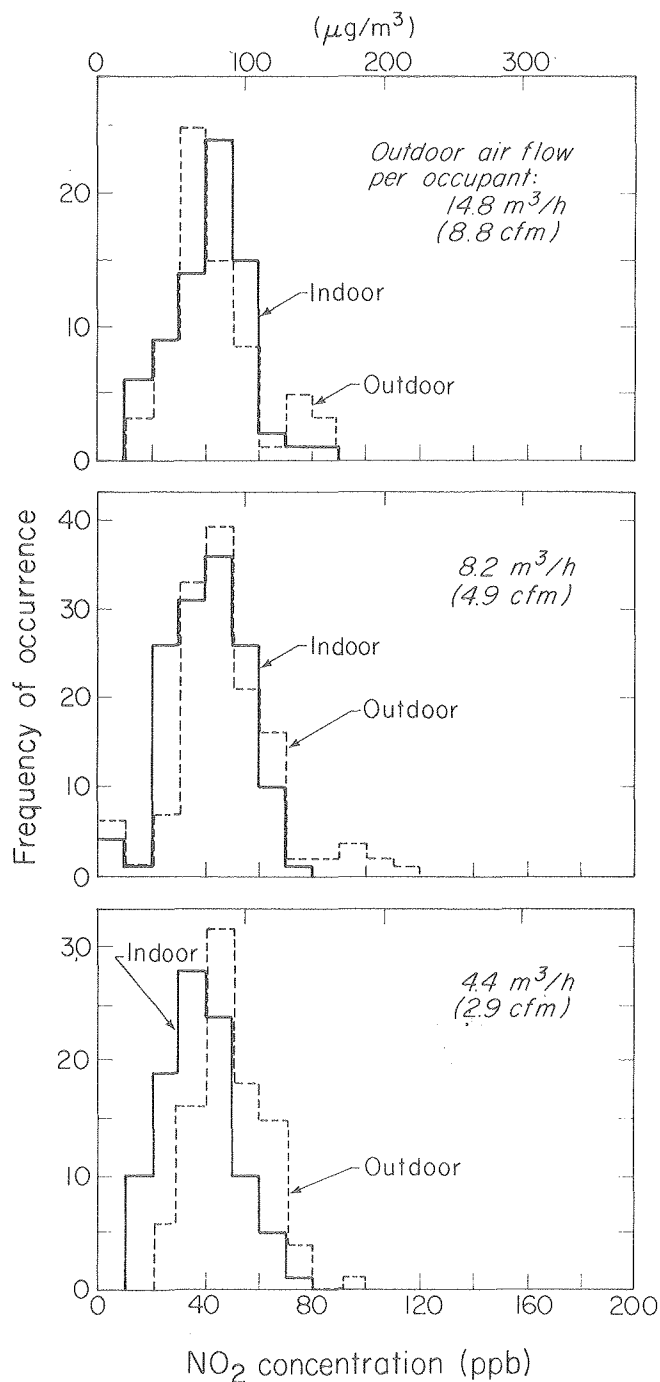 (μg/m³)
0 100 200 300
Outdoor air flow
per occupant:
14.8 m³/h
(8.8 cfm)
20
10
0
Indoor
Outdoor
Frequency of occurrence
40
30
20
10
0
8.2 m³/h
(4.9 cfm)
Indoor
Outdoor
30
20
10
0
Indoor
4.4 m³/h
(2.9 cfm)
Outdoor
0 40 80 120 160 200
NO₂ concentration (ppb)